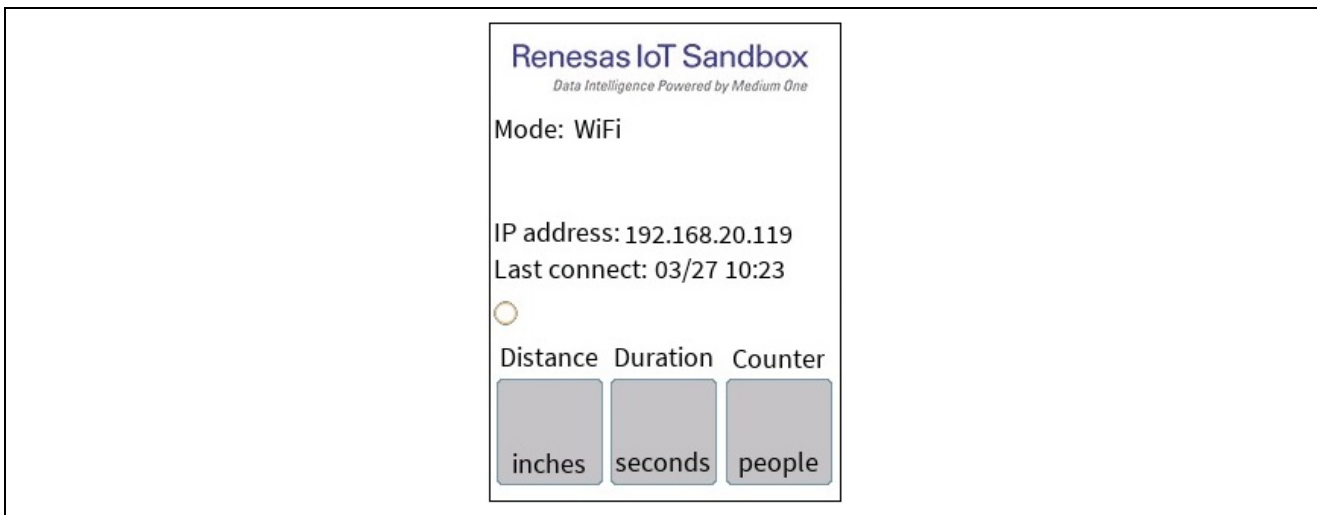 Renesas IoT Sandbox
Data Intelligence Powered by Medium One
Mode: WiFi
IP address: 192.168.20.119
Last connect: 03/27 10:23
Distance Duration Counter
inches seconds people